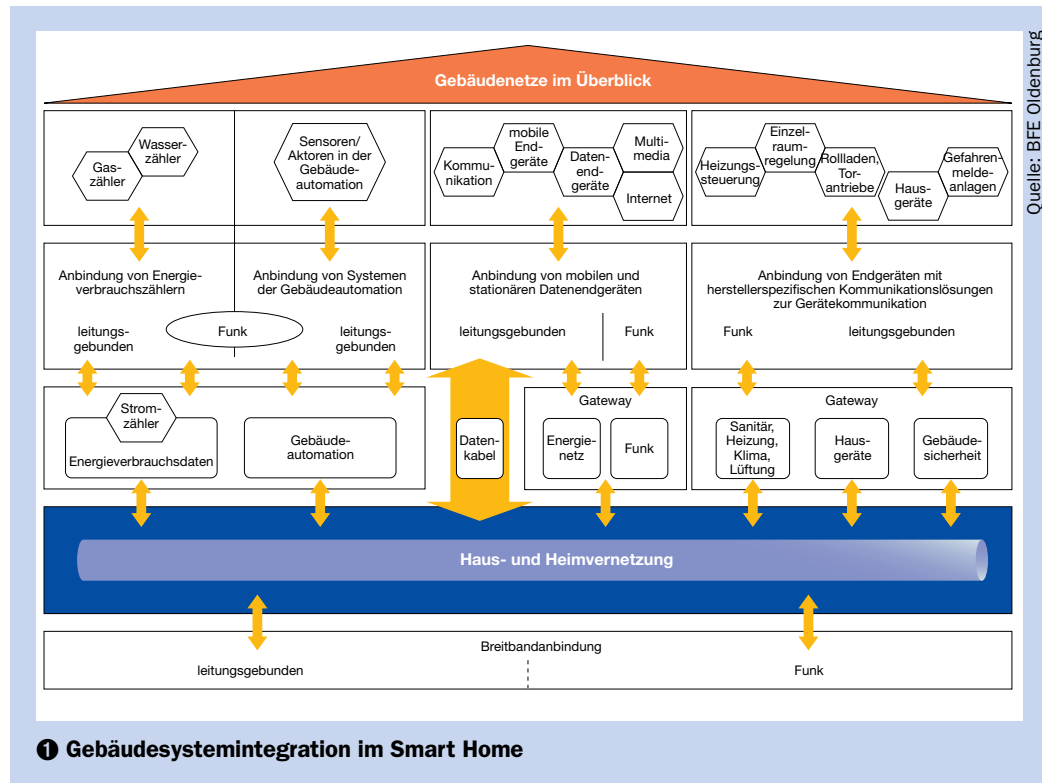 Gebäudenetze im Überblick
Gas-
zähler
Wasser-
zähler
Sensoren/
Aktoren in der
Gebäude-
automation
Kommu-
nikation
mobile
End-
geräte
Daten-
end-
geräte
Multi-
media
Internet
Heizungs-
steuerung
Einzel-
raum-
regelung
Rollladen,
Tor-
antriebe
Haus-
geräte
Gefahren-
melde-
anlagen
Anbindung von Energie-
verbrauchszählern
leitungs-
gebunden
Funk
Anbindung von Systemen
der Gebäudeautomation
leitungs-
gebunden
Anbindung von mobilen und
stationären Datenendgeräten
leitungsgebunden
Funk
Anbindung von Endgeräten mit
herstellerspezifischen Kommunikationslösungen
zur Gerätekommunikation
Funk
leitungsgebunden
Strom-
zähler
Energieverbrauchsdaten
Gebäude-
automation
Daten-
kabel
Gateway
Energie-
netz
Funk
Gateway
Sanitär,
Heizung,
Klima,
Lüftung
Haus-
geräte
Gebäude-
sicherheit
Haus- und Heimvernetzung
Breitbandanbindung
leitungsgebunden
Funk
Quelle: BFE Oldenburg
❶ Gebäudesystemintegration im Smart Home